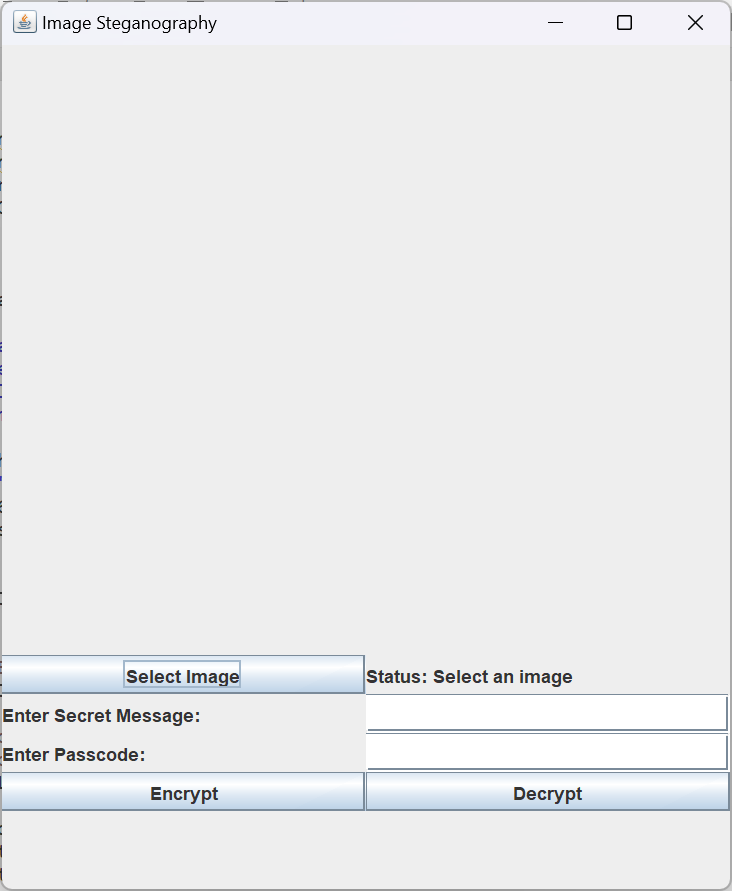 Image Steganography
Select Image
Status: Select an image
Enter Secret Message:
Enter Passcode:
Encrypt
Decrypt